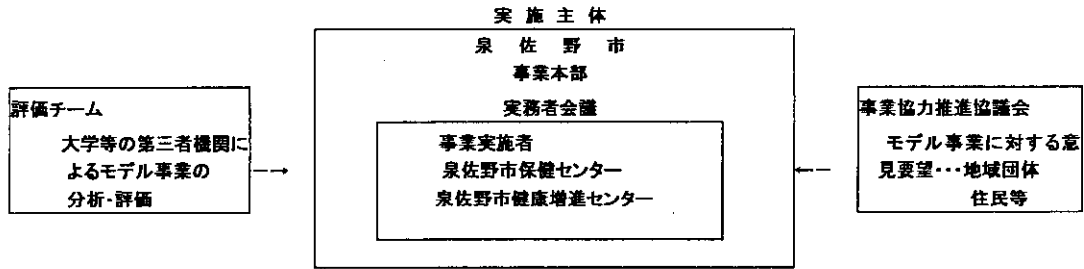 実施主体
泉佐野市
事業本部
実務者会議
事業実施者
泉佐野市保健センター
泉佐野市健康増進センター
評価チーム
大学等の第三者機関に
よるモデル事業の
分析・評価
事業協力推進協議会
モデル事業に対する意
見要望・・・地域団体
住民等